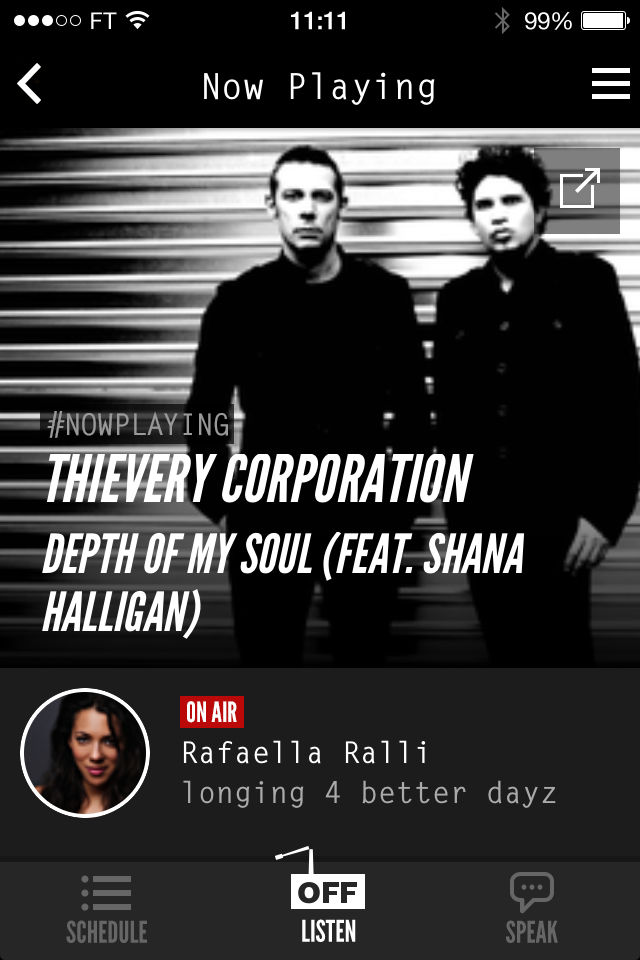 FT 11:11 99%
Now Playing
#NOWPLAYING
THIEVERY CORPORATION
DEPTH OF MY SOUL (FEAT. SHANA
HALLIGAN)
ON AIR
Rafaella Ralli
longing 4 better dayz
OFF
SCHEDULE LISTEN SPEAK